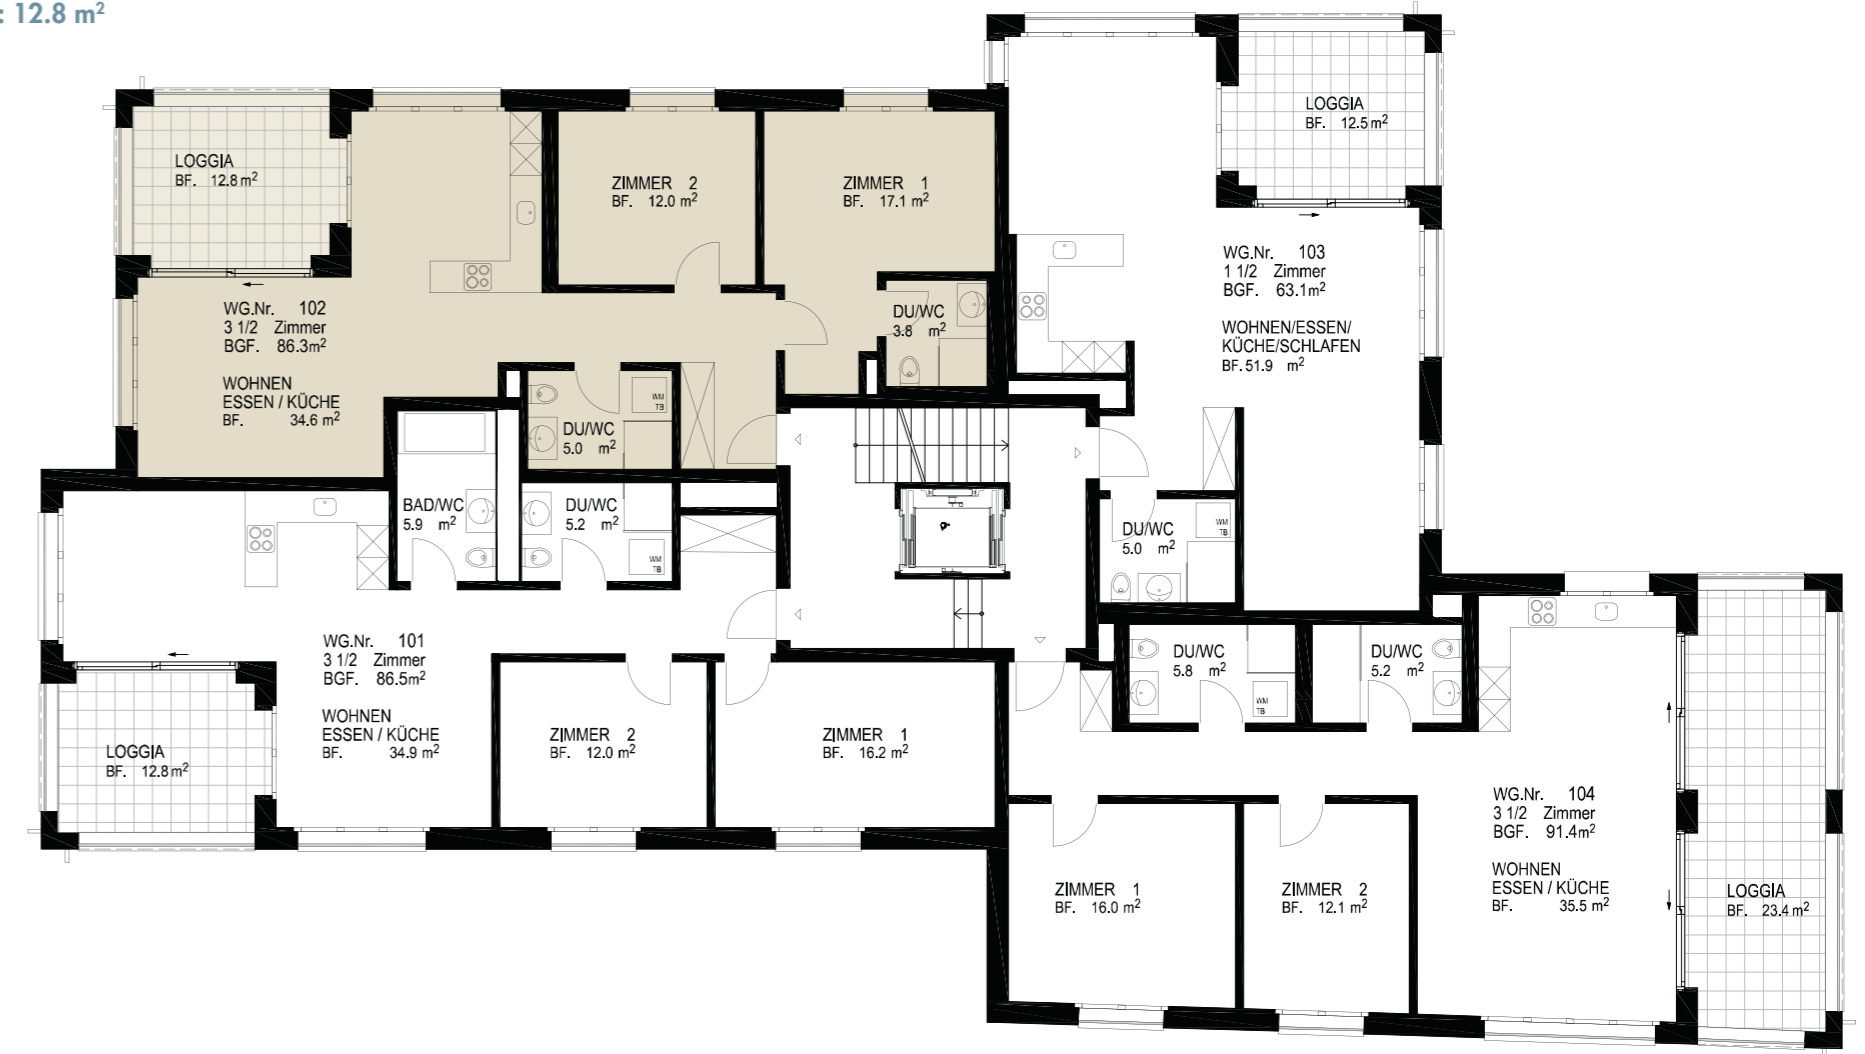 : 12.8 m²
LOGGIA
BF. 12.8 m²
ZIMMER 2
BF. 12.0 m²
ZIMMER 1
BF. 17.1 m²
LOGGIA
BF. 12.5 m²
WG.Nr. 102
3 1/2 Zimmer
BGF. 86.3m²
WOHNEN
ESSEN / KÜCHE
BF. 34.6 m²
DU/WC
3.8 m²
WG.Nr. 103
1 1/2 Zimmer
BGF. 63.1m²
WOHNEN/ESSEN/
KÜCHE/SCHLAFEN
BF. 51.9 m²
DU/WC
5.0 m²
WM
TB
BAD/WC
5.9 m²
DU/WC
5.2 m²
WM
TB
DU/WC
5.0 m²
WM
TB
WG.Nr. 101
3 1/2 Zimmer
BGF. 86.5m²
WOHNEN
ESSEN / KÜCHE
BF. 34.9 m²
LOGGIA
BF. 12.8 m²
ZIMMER 2
BF. 12.0 m²
ZIMMER 1
BF. 16.2 m²
DU/WC
5.8 m²
WM
TB
DU/WC
5.2 m²
WG.Nr. 104
3 1/2 Zimmer
BGF. 91.4m²
WOHNEN
ESSEN / KÜCHE
BF. 35.5 m²
ZIMMER 1
BF. 16.0 m²
ZIMMER 2
BF. 12.1 m²
LOGGIA
BF. 23.4 m²